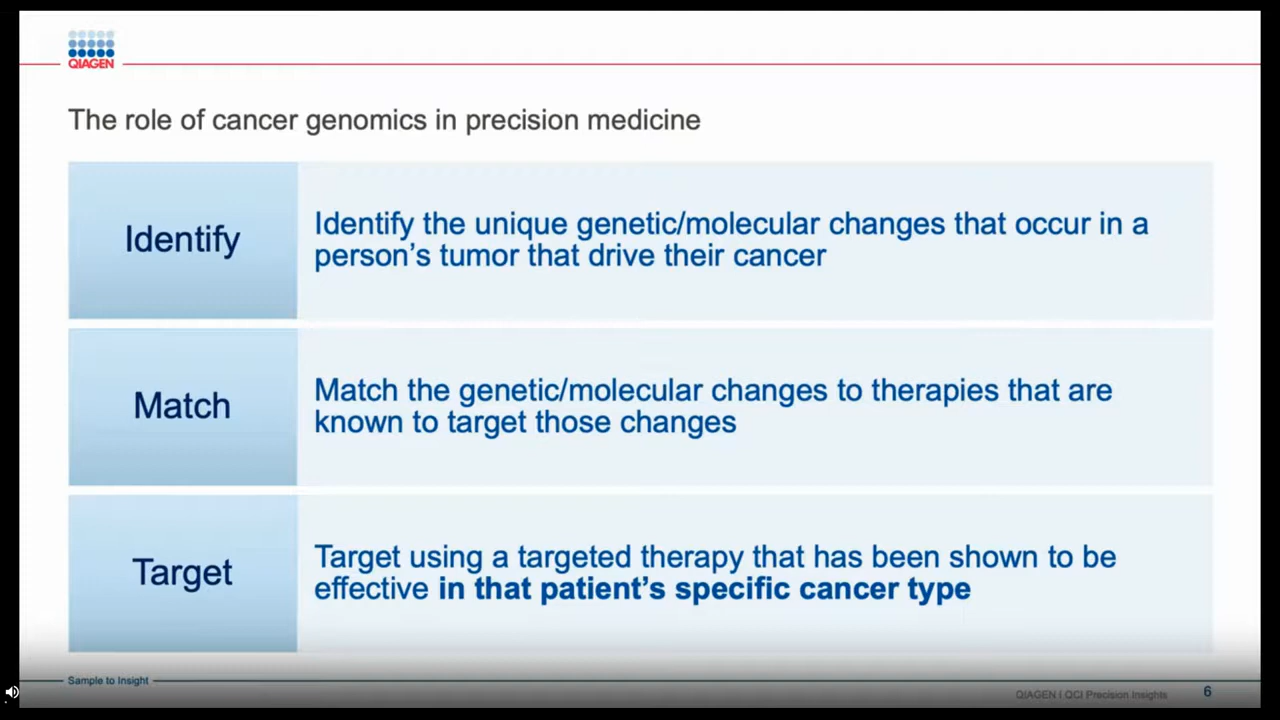 QIAGEN
The role of cancer genomics in precision medicine
Identify
Identify the unique genetic/molecular changes that occur in a
person’s tumor that drive their cancer
Match
Match the genetic/molecular changes to therapies that are
known to target those changes
Target
Target using a targeted therapy that has been shown to be
effective in that patient’s specific cancer type
Sample to Insight
QIAGEN | QCI Precision Insights
6